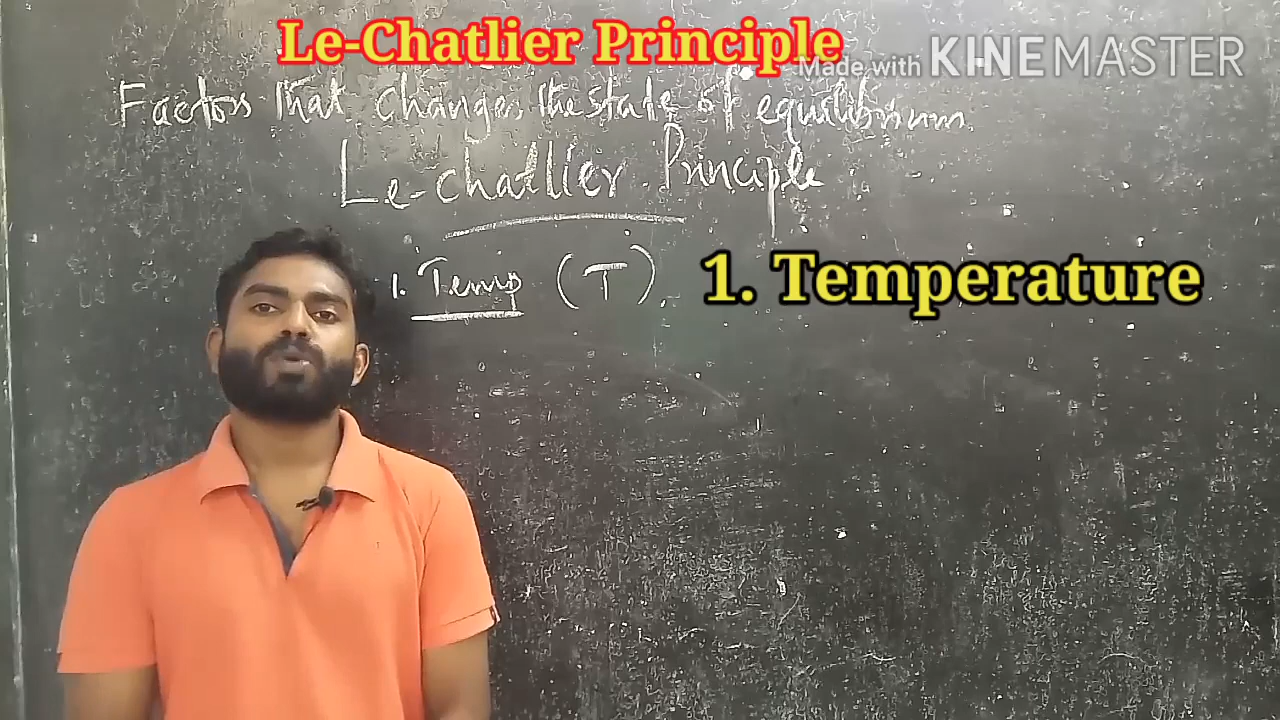 Le-Chatlier Principle
Made with KINEMASTER
Factors that changes the state of equilibrium.
Le-chatlier Principle
1. Temp (T)
1. Temperature